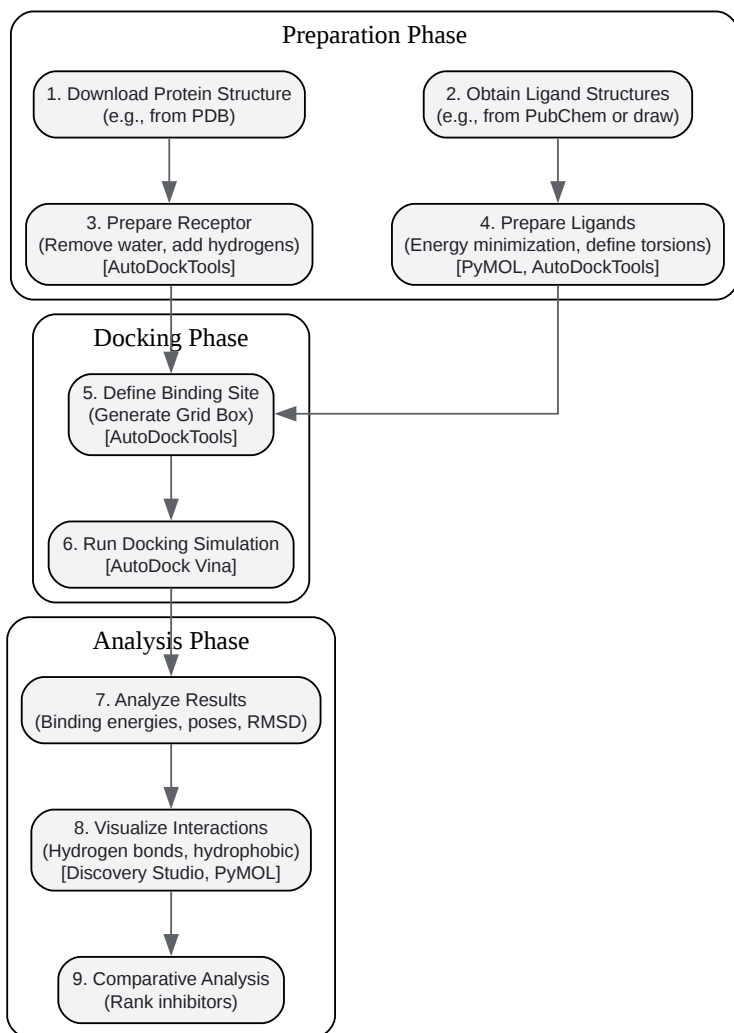 Preparation Phase
1. Download Protein Structure
(e.g., from PDB)
2. Obtain Ligand Structures
(e.g., from PubChem or draw)
3. Prepare Receptor
(Remove water, add hydrogens)
[AutoDockTools]
4. Prepare Ligands
(Energy minimization, define torsions)
[PyMOL, AutoDockTools]
Docking Phase
5. Define Binding Site
(Generate Grid Box)
[AutoDockTools]
6. Run Docking Simulation
[AutoDock Vina]
Analysis Phase
7. Analyze Results
(Binding energies, poses, RMSD)
8. Visualize Interactions
(Hydrogen bonds, hydrophobic)
[Discovery Studio, PyMOL]
9. Comparative Analysis
(Rank inhibitors)